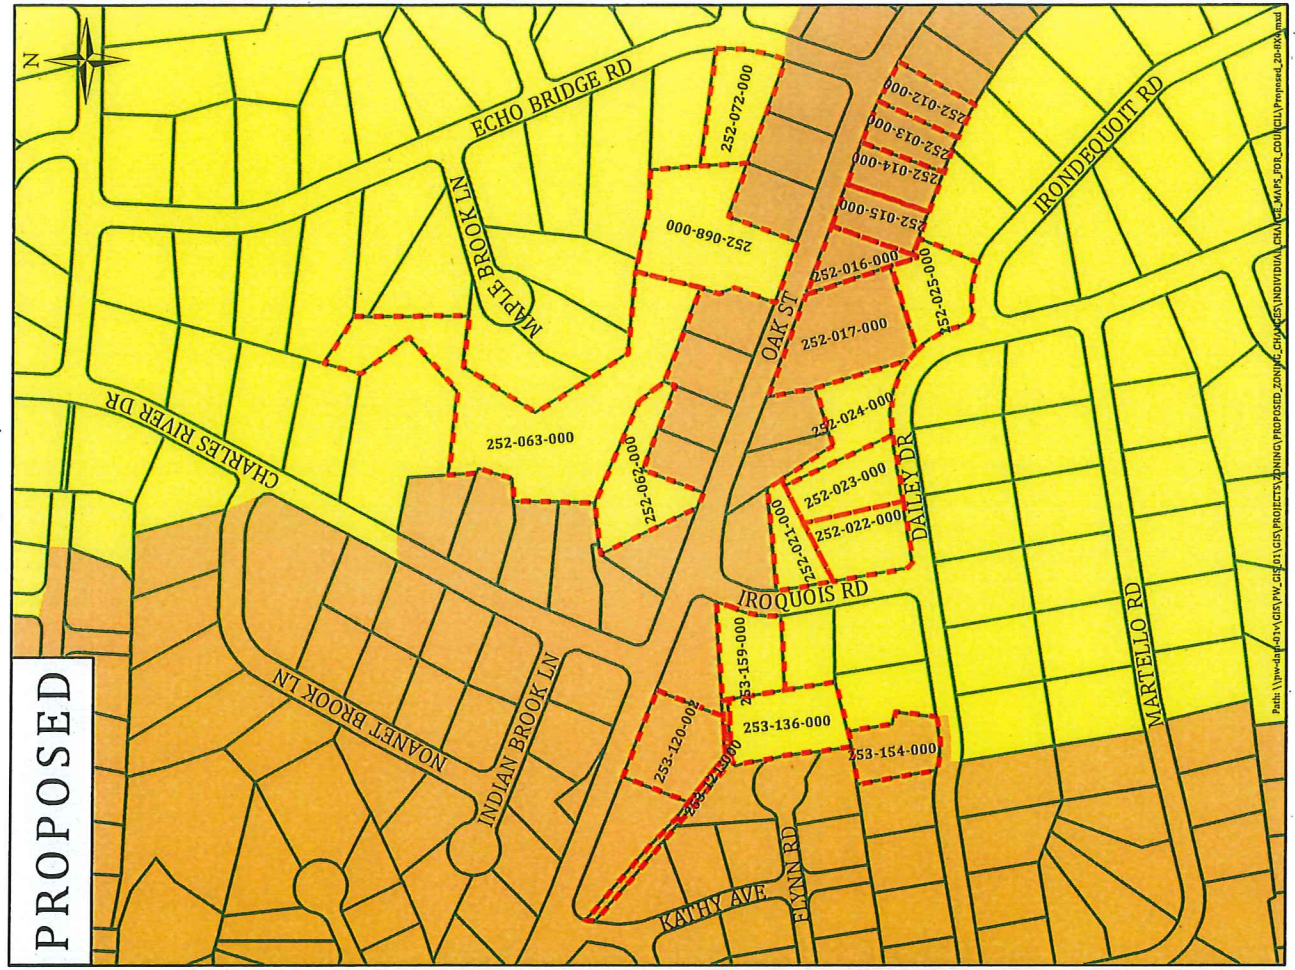 PROPOSED
N
ECHO BRIDGE RD
MAPLE BROOK LN
CHARLES RIVER DR
NOANET BROOK LN
INDIAN BROOK LN
OAK ST
IROQUOIS RD
DAILEY DR
IRONDEQUOIT RD
MARTELLO RD
KATHY AVE
FLYNN RD
252-072-000
252-068-000
252-063-000
252-062-000
252-012-000
252-013-000
252-014-000
252-015-000
252-016-000
252-017-000
252-025-000
252-024-000
252-023-000
252-022-000
252-021-000
253-159-000
253-136-000
253-154-000
253-120-002